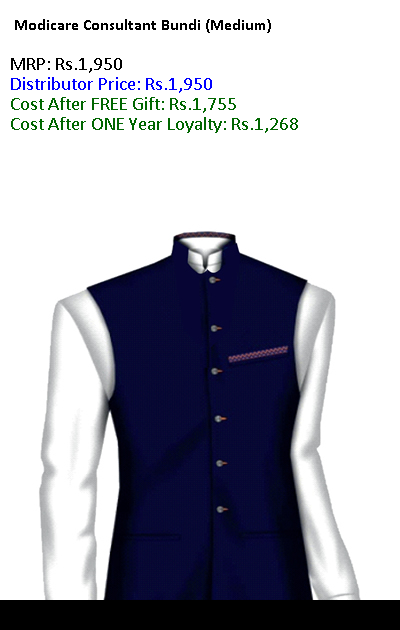 Modicare Consultant Bundi (Medium)
MRP: Rs.1,950
Distributor Price: Rs.1,950
Cost After FREE Gift: Rs.1,755
Cost After ONE Year Loyalty: Rs.1,268